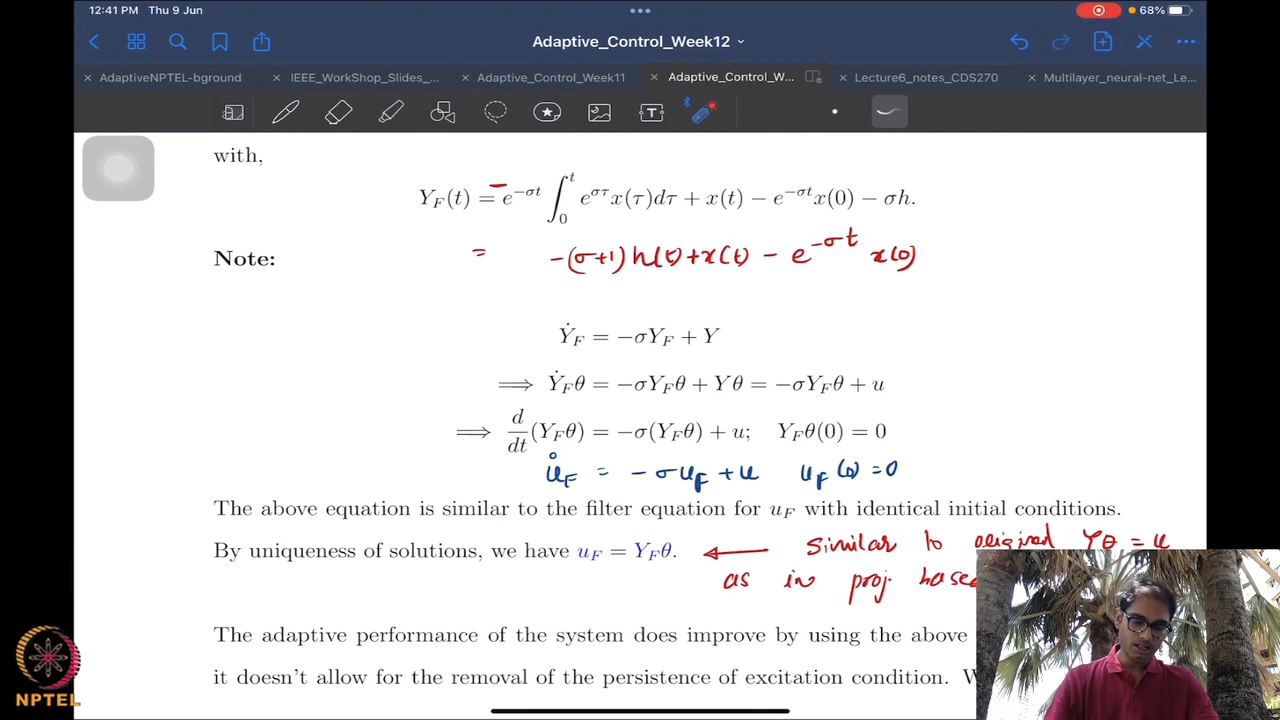 12:41 PM Thu 9 Jun
68%
Adaptive_Control_Week12
AdaptiveNPTEL-bground
IEEE_WorkShop_Slides_...
Adaptive_Control_Week11
Adaptive_Control_W...
Lecture6_notes_CDS270
Multilayer_neural-net_Le...
with,
Y_F(t) = −e^{−σt} ∫_0^t e^{στ}x(τ)dτ + x(t) − e^{−σt}x(0) − σh.
= −(σ+1) h(t) + x(t) − e^{−σt} x(0)
Note:
Ẏ_F = −σY_F + Y
⟹ Ẏ_Fθ = −σY_Fθ + Yθ = −σY_Fθ + u
⟹ d/dt (Y_Fθ) = −σ(Y_Fθ) + u; Y_Fθ(0) = 0
u̇_F = −σu_F + u u_F(0) = 0
The above equation is similar to the filter equation for u_F with identical initial conditions.
By uniqueness of solutions, we have u_F = Y_Fθ. ← similar to original Yθ = u
as in proj. based
The adaptive performance of the system does improve by using the above
it doesn't allow for the removal of the persistence of excitation condition. W
NPTEL